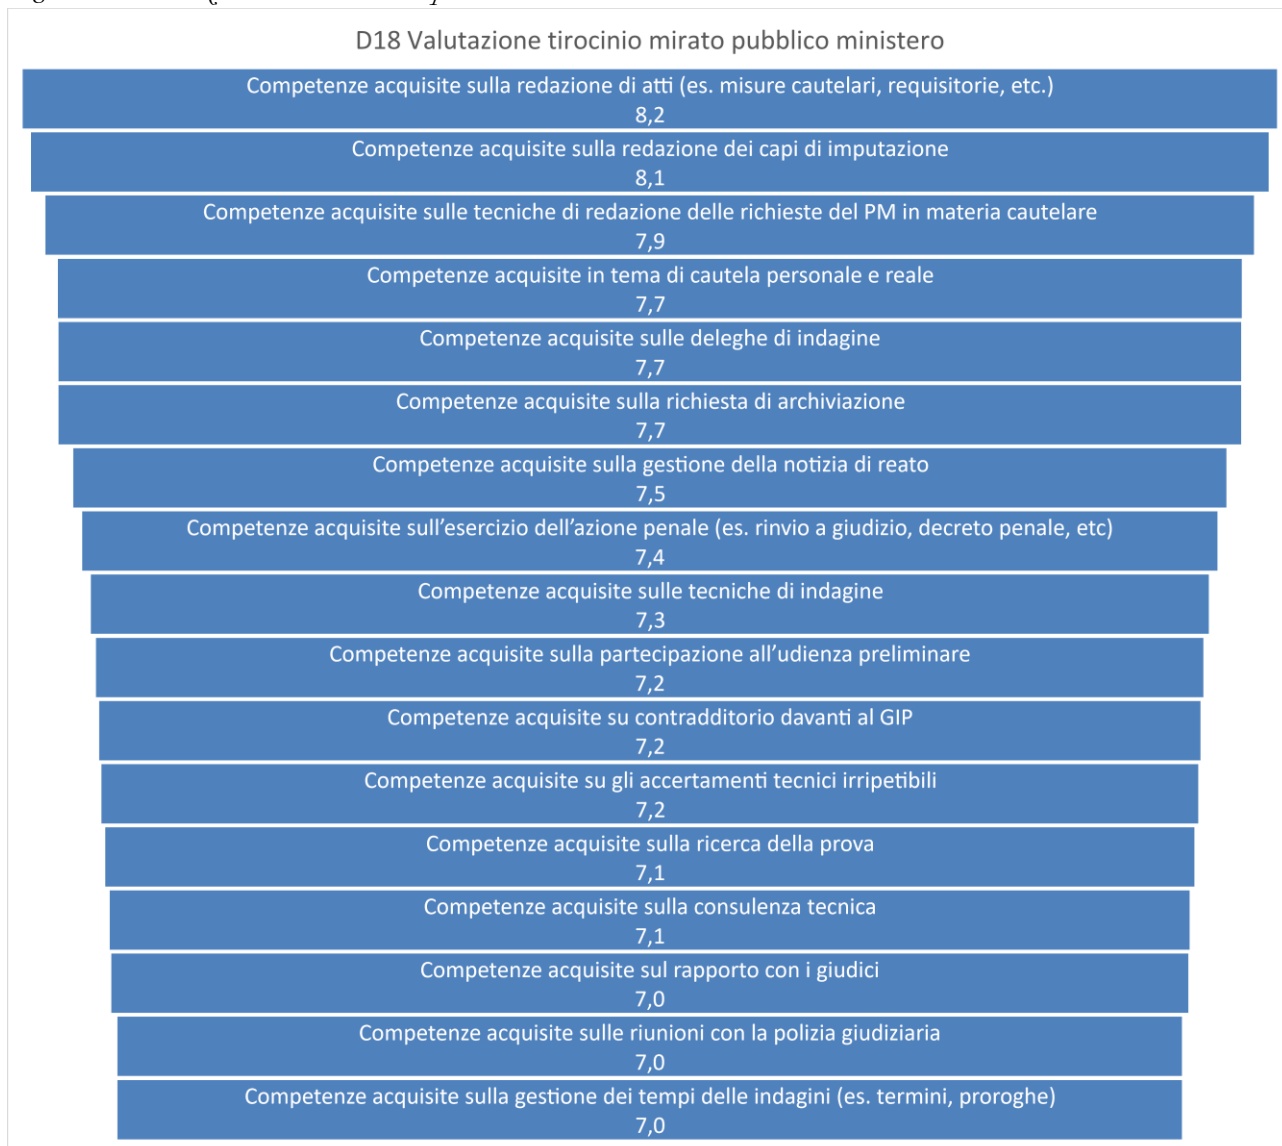 D18 Valutazione tirocinio mirato pubblico ministero
Competenze acquisite sulla redazione di atti (es. misure cautelari, requisitorie, etc.)
8,2
Competenze acquisite sulla redazione dei capi di imputazione
8,1
Competenze acquisite sulle tecniche di redazione delle richieste del PM in materia cautelare
7,9
Competenze acquisite in tema di cautela personale e reale
7,7
Competenze acquisite sulle deleghe di indagine
7,7
Competenze acquisite sulla richiesta di archiviazione
7,7
Competenze acquisite sulla gestione della notizia di reato
7,5
Competenze acquisite sull’esercizio dell’azione penale (es. rinvio a giudizio, decreto penale, etc)
7,4
Competenze acquisite sulle tecniche di indagine
7,3
Competenze acquisite sulla partecipazione all’udienza preliminare
7,2
Competenze acquisite su contradditorio davanti al GIP
7,2
Competenze acquisite su gli accertamenti tecnici irripetibili
7,2
Competenze acquisite sulla ricerca della prova
7,1
Competenze acquisite sulla consulenza tecnica
7,1
Competenze acquisite sul rapporto con i giudici
7,0
Competenze acquisite sulle riunioni con la polizia giudiziaria
7,0
Competenze acquisite sulla gestione dei tempi delle indagini (es. termini, proroghe)
7,0